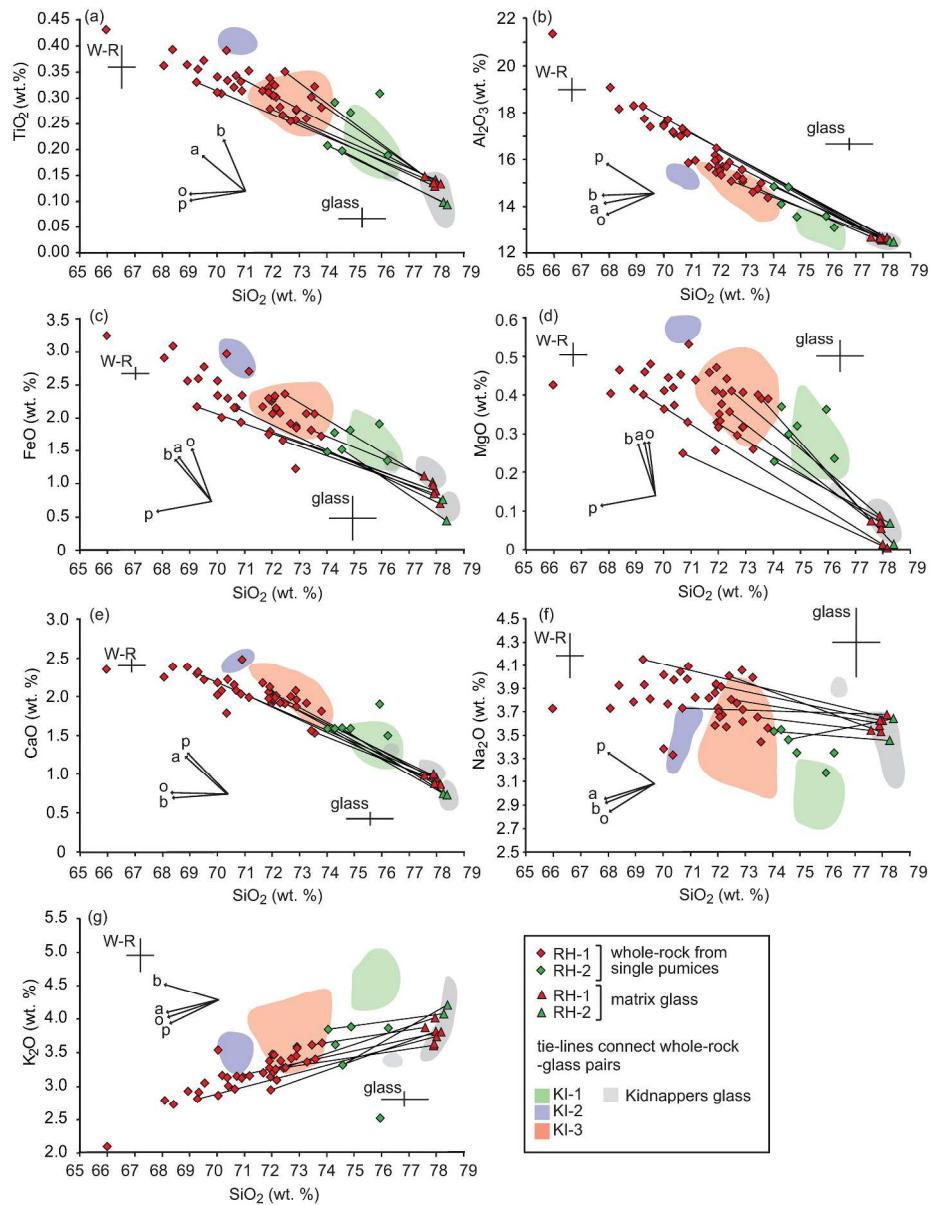 (a)
TiO2 (wt.%)
0.45
0.40
0.35
0.30
0.25
0.20
0.15
0.10
0.05
0.00
W-R
b
a
o
p
glass
65 66 67 68 69 70 71 72 73 74 75 76 77 78 79
SiO2 (wt. %)
(b)
Al2O3 (wt. %)
22
20
18
16
14
12
W-R
glass
p
b
a
o
65 66 67 68 69 70 71 72 73 74 75 76 77 78 79
SiO2 (wt. %)
(c)
FeO (wt. %)
3.5
3.0
2.5
2.0
1.5
1.0
0.5
0
W-R
b a o
p
glass
65 66 67 68 69 70 71 72 73 74 75 76 77 78 79
SiO2 (wt. %)
(d)
MgO (wt. %)
0.6
0.5
0.4
0.3
0.2
0.1
0
W-R
glass
b a o
p
65 66 67 68 69 70 71 72 73 74 75 76 77 78 79
SiO2 (wt. %)
(e)
CaO (wt. %)
3.0
2.5
2.0
1.5
1.0
0.5
0
W-R
p
a
o
b
glass
65 66 67 68 69 70 71 72 73 74 75 76 77 78 79
SiO2 (wt. %)
(f)
Na2O (wt. %)
4.5
4.3
4.1
3.9
3.7
3.5
3.3
3.1
2.9
2.7
2.5
W-R
glass
p
a
b
o
65 66 67 68 69 70 71 72 73 74 75 76 77 78 79
SiO2 (wt. %)
(g)
K2O (wt. %)
5.5
5.0
4.5
4.0
3.5
3.0
2.5
2.0
W-R
b
a
o
p
glass
65 66 67 68 69 70 71 72 73 74 75 76 77 78 79
SiO2 (wt. %)
RH-1
RH-2
whole-rock from
single pumices
RH-1
RH-2
matrix glass
tie-lines connect whole-rock
-glass pairs
KI-1
KI-2
KI-3
Kidnappers glass